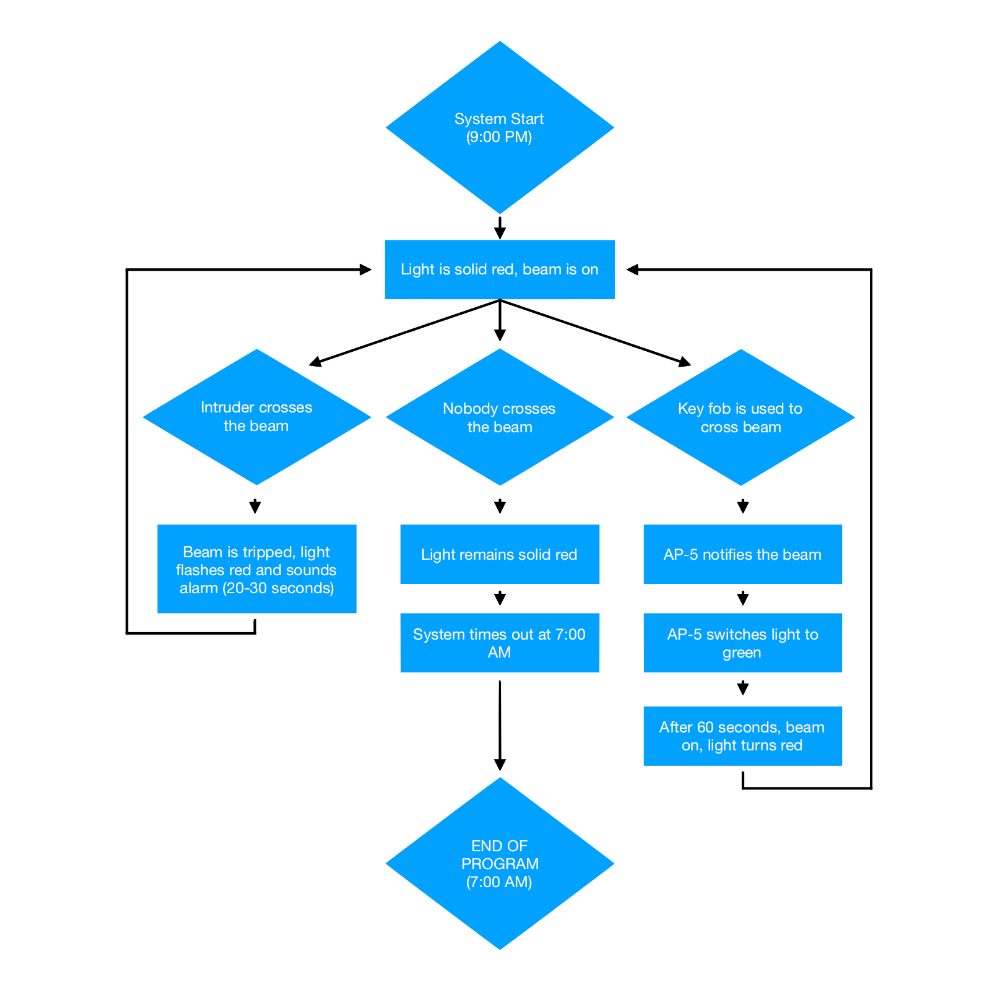 System Start
(9:00 PM)
Light is solid red, beam is on
Intruder crosses
the beam
Nobody crosses
the beam
Key fob is used to
cross beam
Beam is tripped, light
flashes red and sounds
alarm (20-30 seconds)
Light remains solid red
AP-5 notifies the beam
System times out at 7:00
AM
AP-5 switches light to
green
After 60 seconds, beam
on, light turns red
END OF
PROGRAM
(7:00 AM)